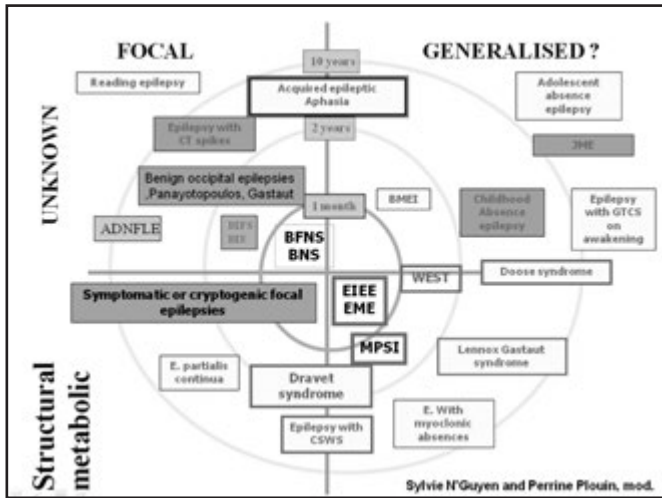 FOCAL
GENERALISED ?
10 years
Reading epilepsy
Acquired epileptic
Aphasia
Adolescent
absence
epilepsy
UNKNOWN
Epilepsy with
CT spikes
2 years
JME
Benign occipital epilepsies
,Panayotopoulos, Gastaut
1 month
BMEI
Childhood
Absence
epilepsy
Epilepsy
with GTCS
on
awakening
ADNFLE
BFNS
BNS
WEST
Doose syndrome
Symptomatic or cryptogenic focal
epilepsies
EIEE
EME
MPSI
Lennox Gastaut
syndrome
Structural
metabolic
E. partialis
continua
Dravet
syndrome
Epilepsy with
CSWS
E. With
myoclonic
absences
Sylvie N'Guyen and Perrine Plouin, mod.